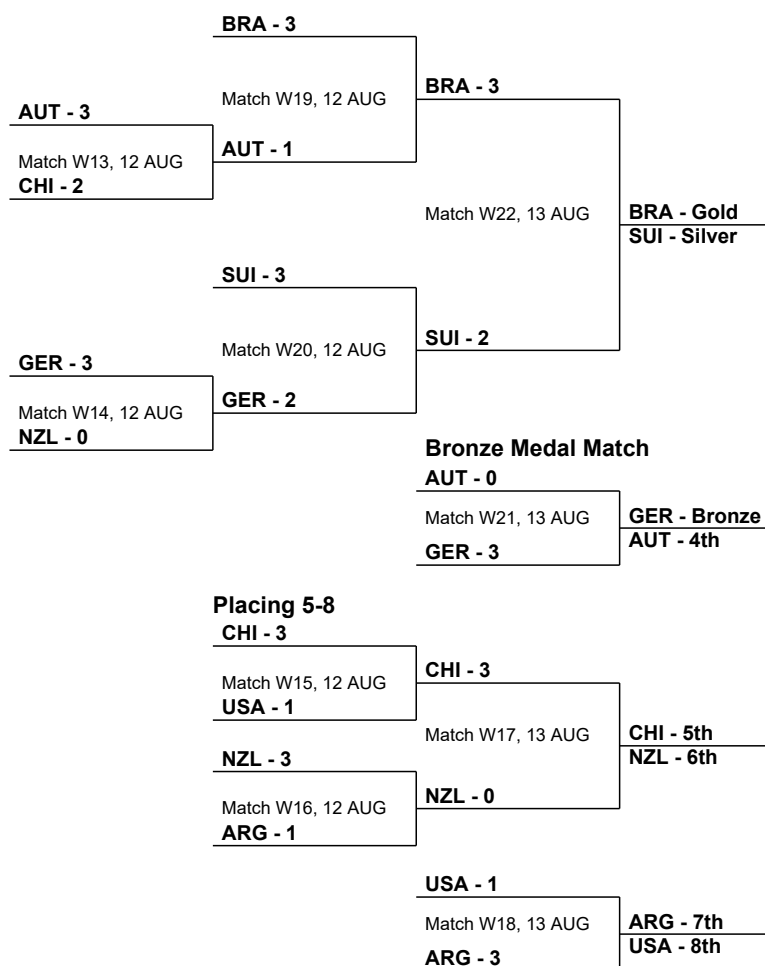 BRA - 3
Match W19, 12 AUG
BRA - 3
AUT - 3
Match W13, 12 AUG
AUT - 1
CHI - 2
Match W22, 13 AUG
BRA - Gold
SUI - Silver
SUI - 3
Match W20, 12 AUG
SUI - 2
GER - 3
Match W14, 12 AUG
GER - 2
NZL - 0
Bronze Medal Match
AUT - 0
Match W21, 13 AUG
GER - Bronze
AUT - 4th
GER - 3
Placing 5-8
CHI - 3
Match W15, 12 AUG
CHI - 3
USA - 1
Match W17, 13 AUG
CHI - 5th
NZL - 6th
NZL - 3
Match W16, 12 AUG
NZL - 0
ARG - 1
USA - 1
Match W18, 13 AUG
ARG - 7th
USA - 8th
ARG - 3